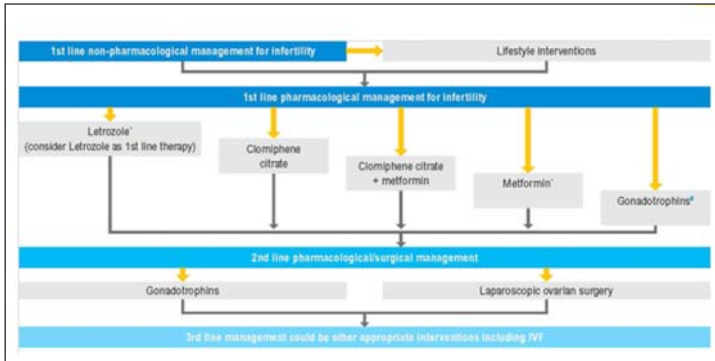 1st line non-pharmacological management for infertility
Lifestyle Interventions
1st line pharmacological management for infertility
Letrozole^
(consider Letrozole as 1st line therapy)
Clomiphene
citrate
Clomiphene citrate
+ metformin
Metformin^
Gonadotrophins#
2nd line pharmacological/surgical management
Gonadotrophins
Laparoscopic ovarian surgery
3rd line management could be other appropriate interventions including IVF